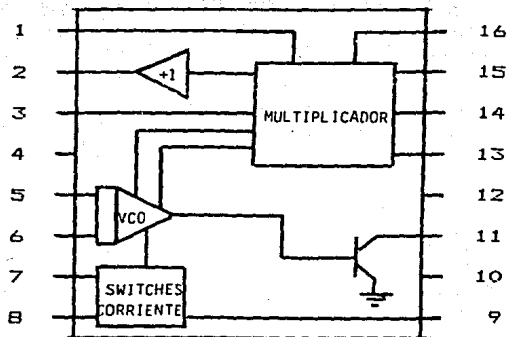 1 16
2 +1 15
3 MULTIPLICADOR 14
4 13
5 12
VCO
6 11
7 10
SWITCHES
CORRIENTE
8 9